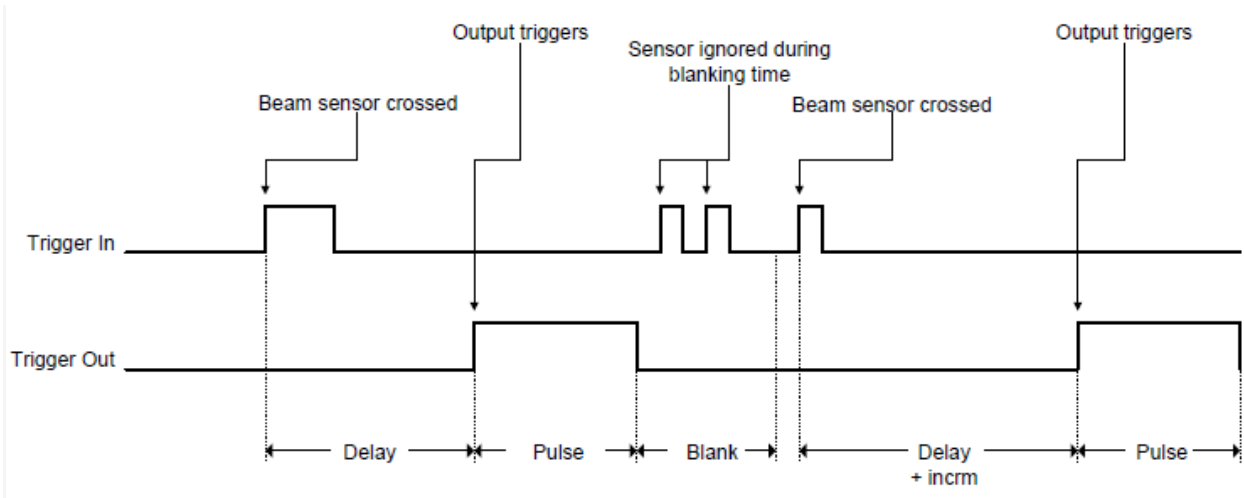 Output triggers
Sensor ignored during
blanking time
Output triggers
Beam sensor crossed
Beam sensor crossed
Trigger In
Trigger Out
Delay
Pulse
Blank
Delay
+ incrm
Pulse